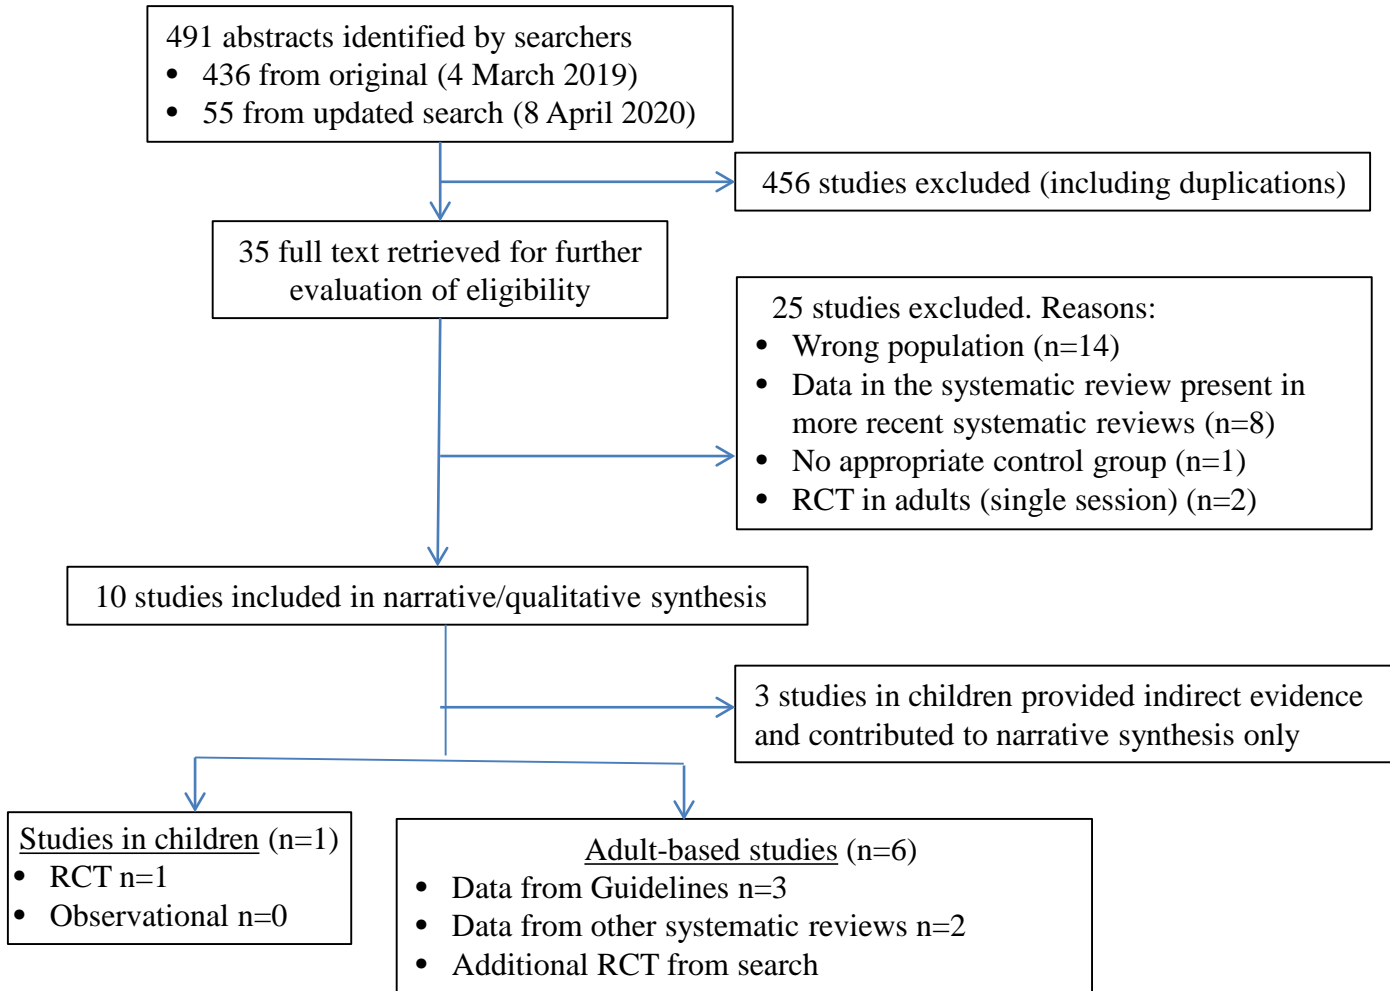 491 abstracts identified by searchers
• 436 from original (4 March 2019)
• 55 from updated search (8 April 2020)
456 studies excluded (including duplications)
35 full text retrieved for further
evaluation of eligibility
25 studies excluded. Reasons:
• Wrong population (n=14)
• Data in the systematic review present in
more recent systematic reviews (n=8)
• No appropriate control group (n=1)
• RCT in adults (single session) (n=2)
10 studies included in narrative/qualitative synthesis
3 studies in children provided indirect evidence
and contributed to narrative synthesis only
Studies in children (n=1)
• RCT n=1
• Observational n=0
Adult-based studies (n=6)
• Data from Guidelines n=3
• Data from other systematic reviews n=2
• Additional RCT from search